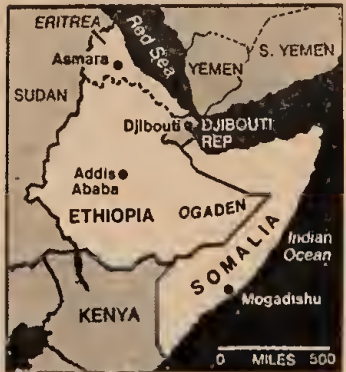 ERITREA
Red Sea
S. YEMEN
Asmara
YEMEN
SUDAN
Djibouti
DJIBOUTI
REP
Addis
Ababa
ETHIOPIA
OGADEN
SOMALIA
Indian
Ocean
Mogadishu
KENYA
0 MILES 500